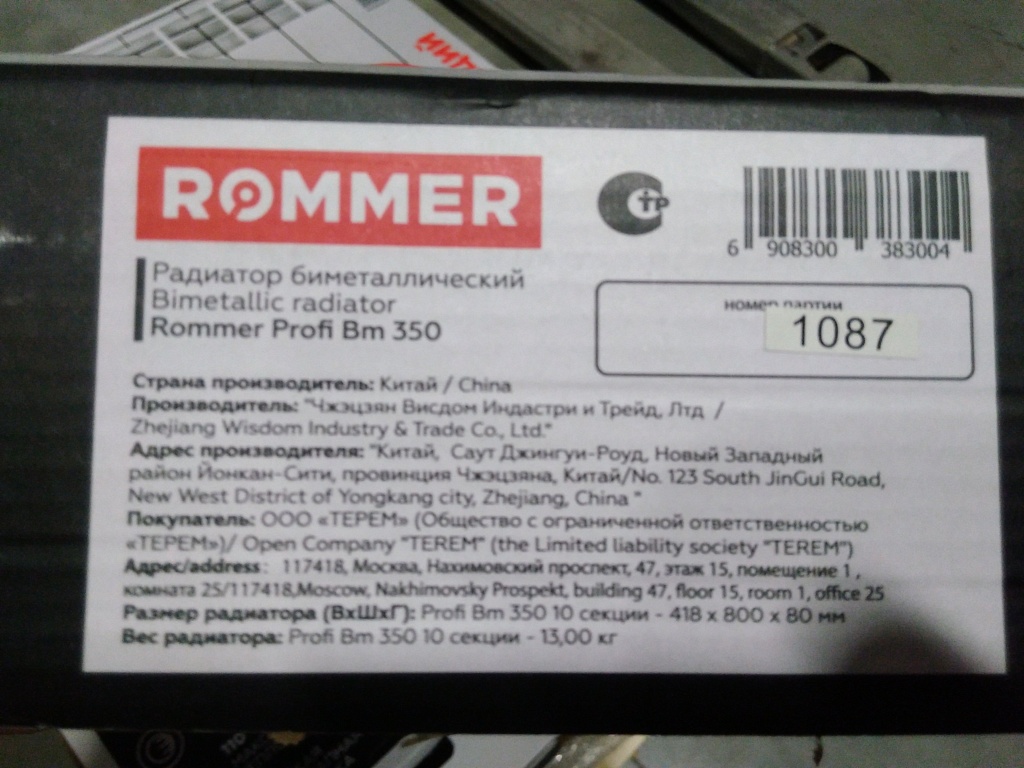 ций
ROMMER
Радиатор биметаллический
Bimetallic radiator
Rommer Profi Bm 350
тр
6 908300 383004
номер партии
1087
Страна производитель: Китай / China
Производитель: "Чжэцзян Висдом Индастри и Трейд, Лтд /
Zhejiang Wisdom Industry & Trade Co., Ltd."
Адрес производителя: "Китай, Саут Джингуи-Роуд, Новый Западный
район Йонкан-Сити, провинция Чжэцзяна, Китай/No. 123 South JinGui Road,
New West District of Yongkang city, Zhejiang, China "
Покупатель: ООО «ТЕРЕМ» (Общество с ограниченной ответственностью
«ТЕРЕМ»)/ Open Company "TEREM" (the Limited liability society "TEREM")
Адрес/address: 117418, Москва, Нахимовский проспект, 47, этаж 15, помещение 1 ,
комната 25/117418,Moscow, Nakhimovsky Prospekt, building 47, floor 15, room 1, office 25
Размер радиатора (ВхШхГ): Profi Bm 350 10 секции - 418 x 800 x 80 мм
Вес радиатора: Profi Bm 350 10 секции - 13,00 кг